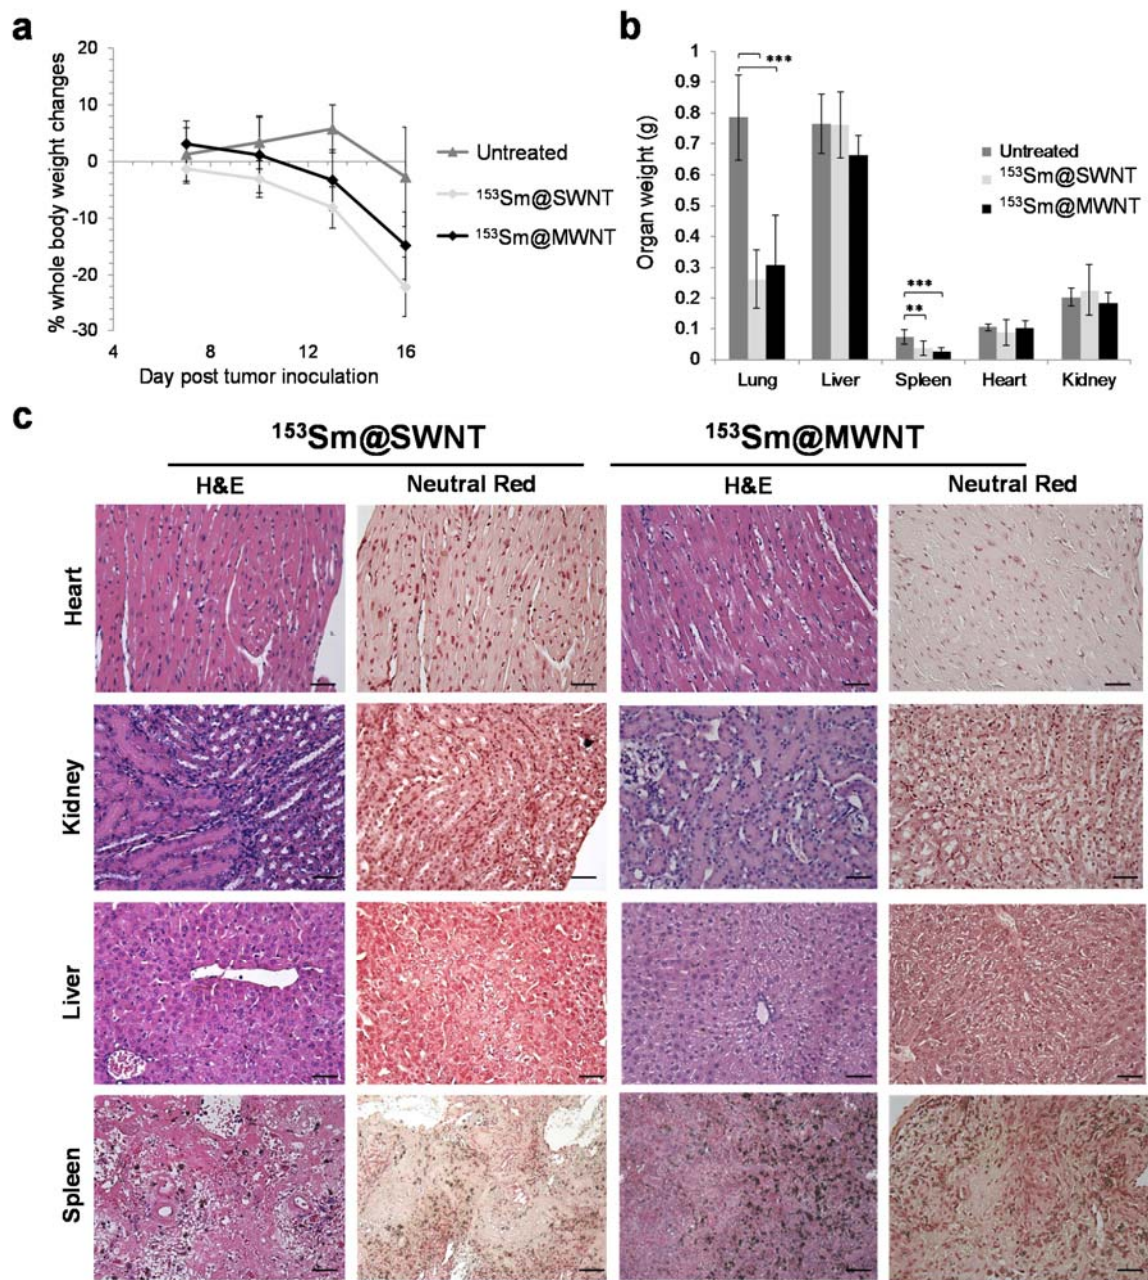 a
20
10
0
-10
-20
-30
% whole body weight changes
4 8 12 16
Day post tumor inoculation
Untreated
¹⁵³Sm@SWNT
¹⁵³Sm@MWNT
b
1
0.9
0.8
0.7
0.6
0.5
0.4
0.3
0.2
0.1
0
Organ weight (g)
***
***
**
Untreated
¹⁵³Sm@SWNT
¹⁵³Sm@MWNT
Lung Liver Spleen Heart Kidney
c
¹⁵³Sm@SWNT ¹⁵³Sm@MWNT
H&E Neutral Red H&E Neutral Red
Heart
Kidney
Liver
Spleen